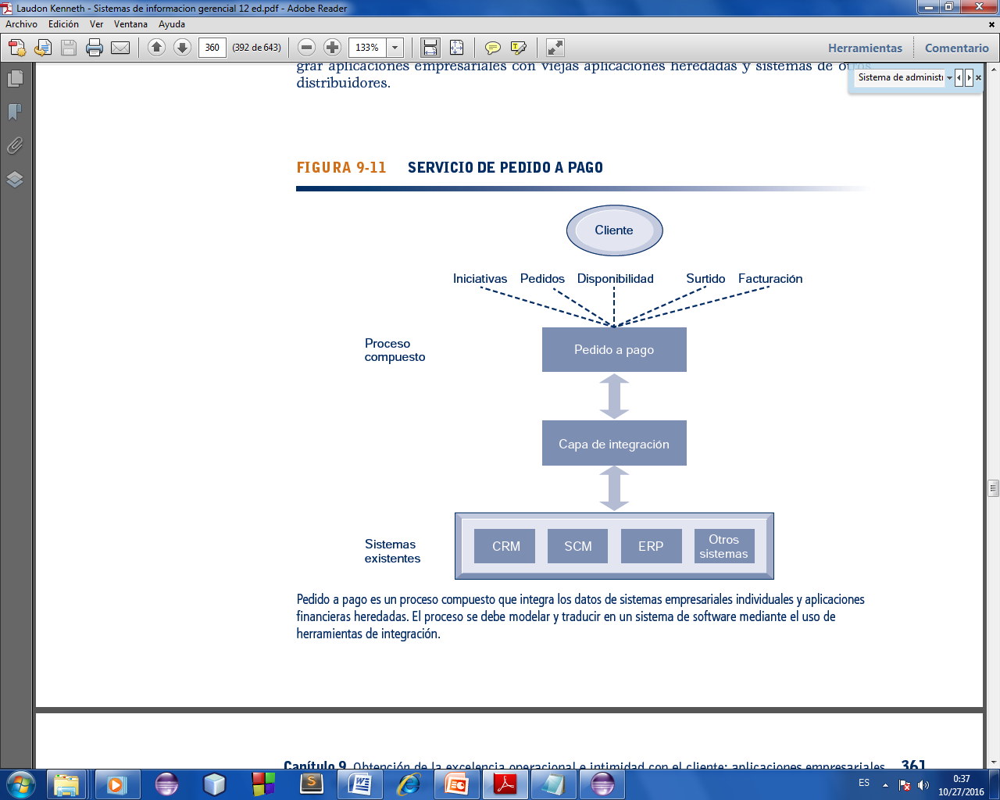 Laudon Kenneth - Sistemas de informacion gerencial 12 ed.pdf - Adobe Reader
Archivo Edición Ver Ventana Ayuda
360 (392 de 643) 133% Herramientas Comentario
Sistema de administ
grar aplicaciones empresariales con viejas aplicaciones heredadas y sistemas de otros
distribuidores.
FIGURA 9-11 SERVICIO DE PEDIDO A PAGO
Cliente
Iniciativas Pedidos Disponibilidad Surtido Facturación
Proceso
compuesto
Pedido a pago
Capa de integración
Sistemas
existentes
CRM SCM ERP Otros
sistemas
Pedido a pago es un proceso compuesto que integra los datos de sistemas empresariales individuales y aplicaciones
financieras heredadas. El proceso se debe modelar y traducir en un sistema de software mediante el uso de
herramientas de integración.
Capítulo 9 Obtención de la excelencia operacional e intimidad con el cliente: aplicaciones empresariales 361
ES 0:37
10/27/2016